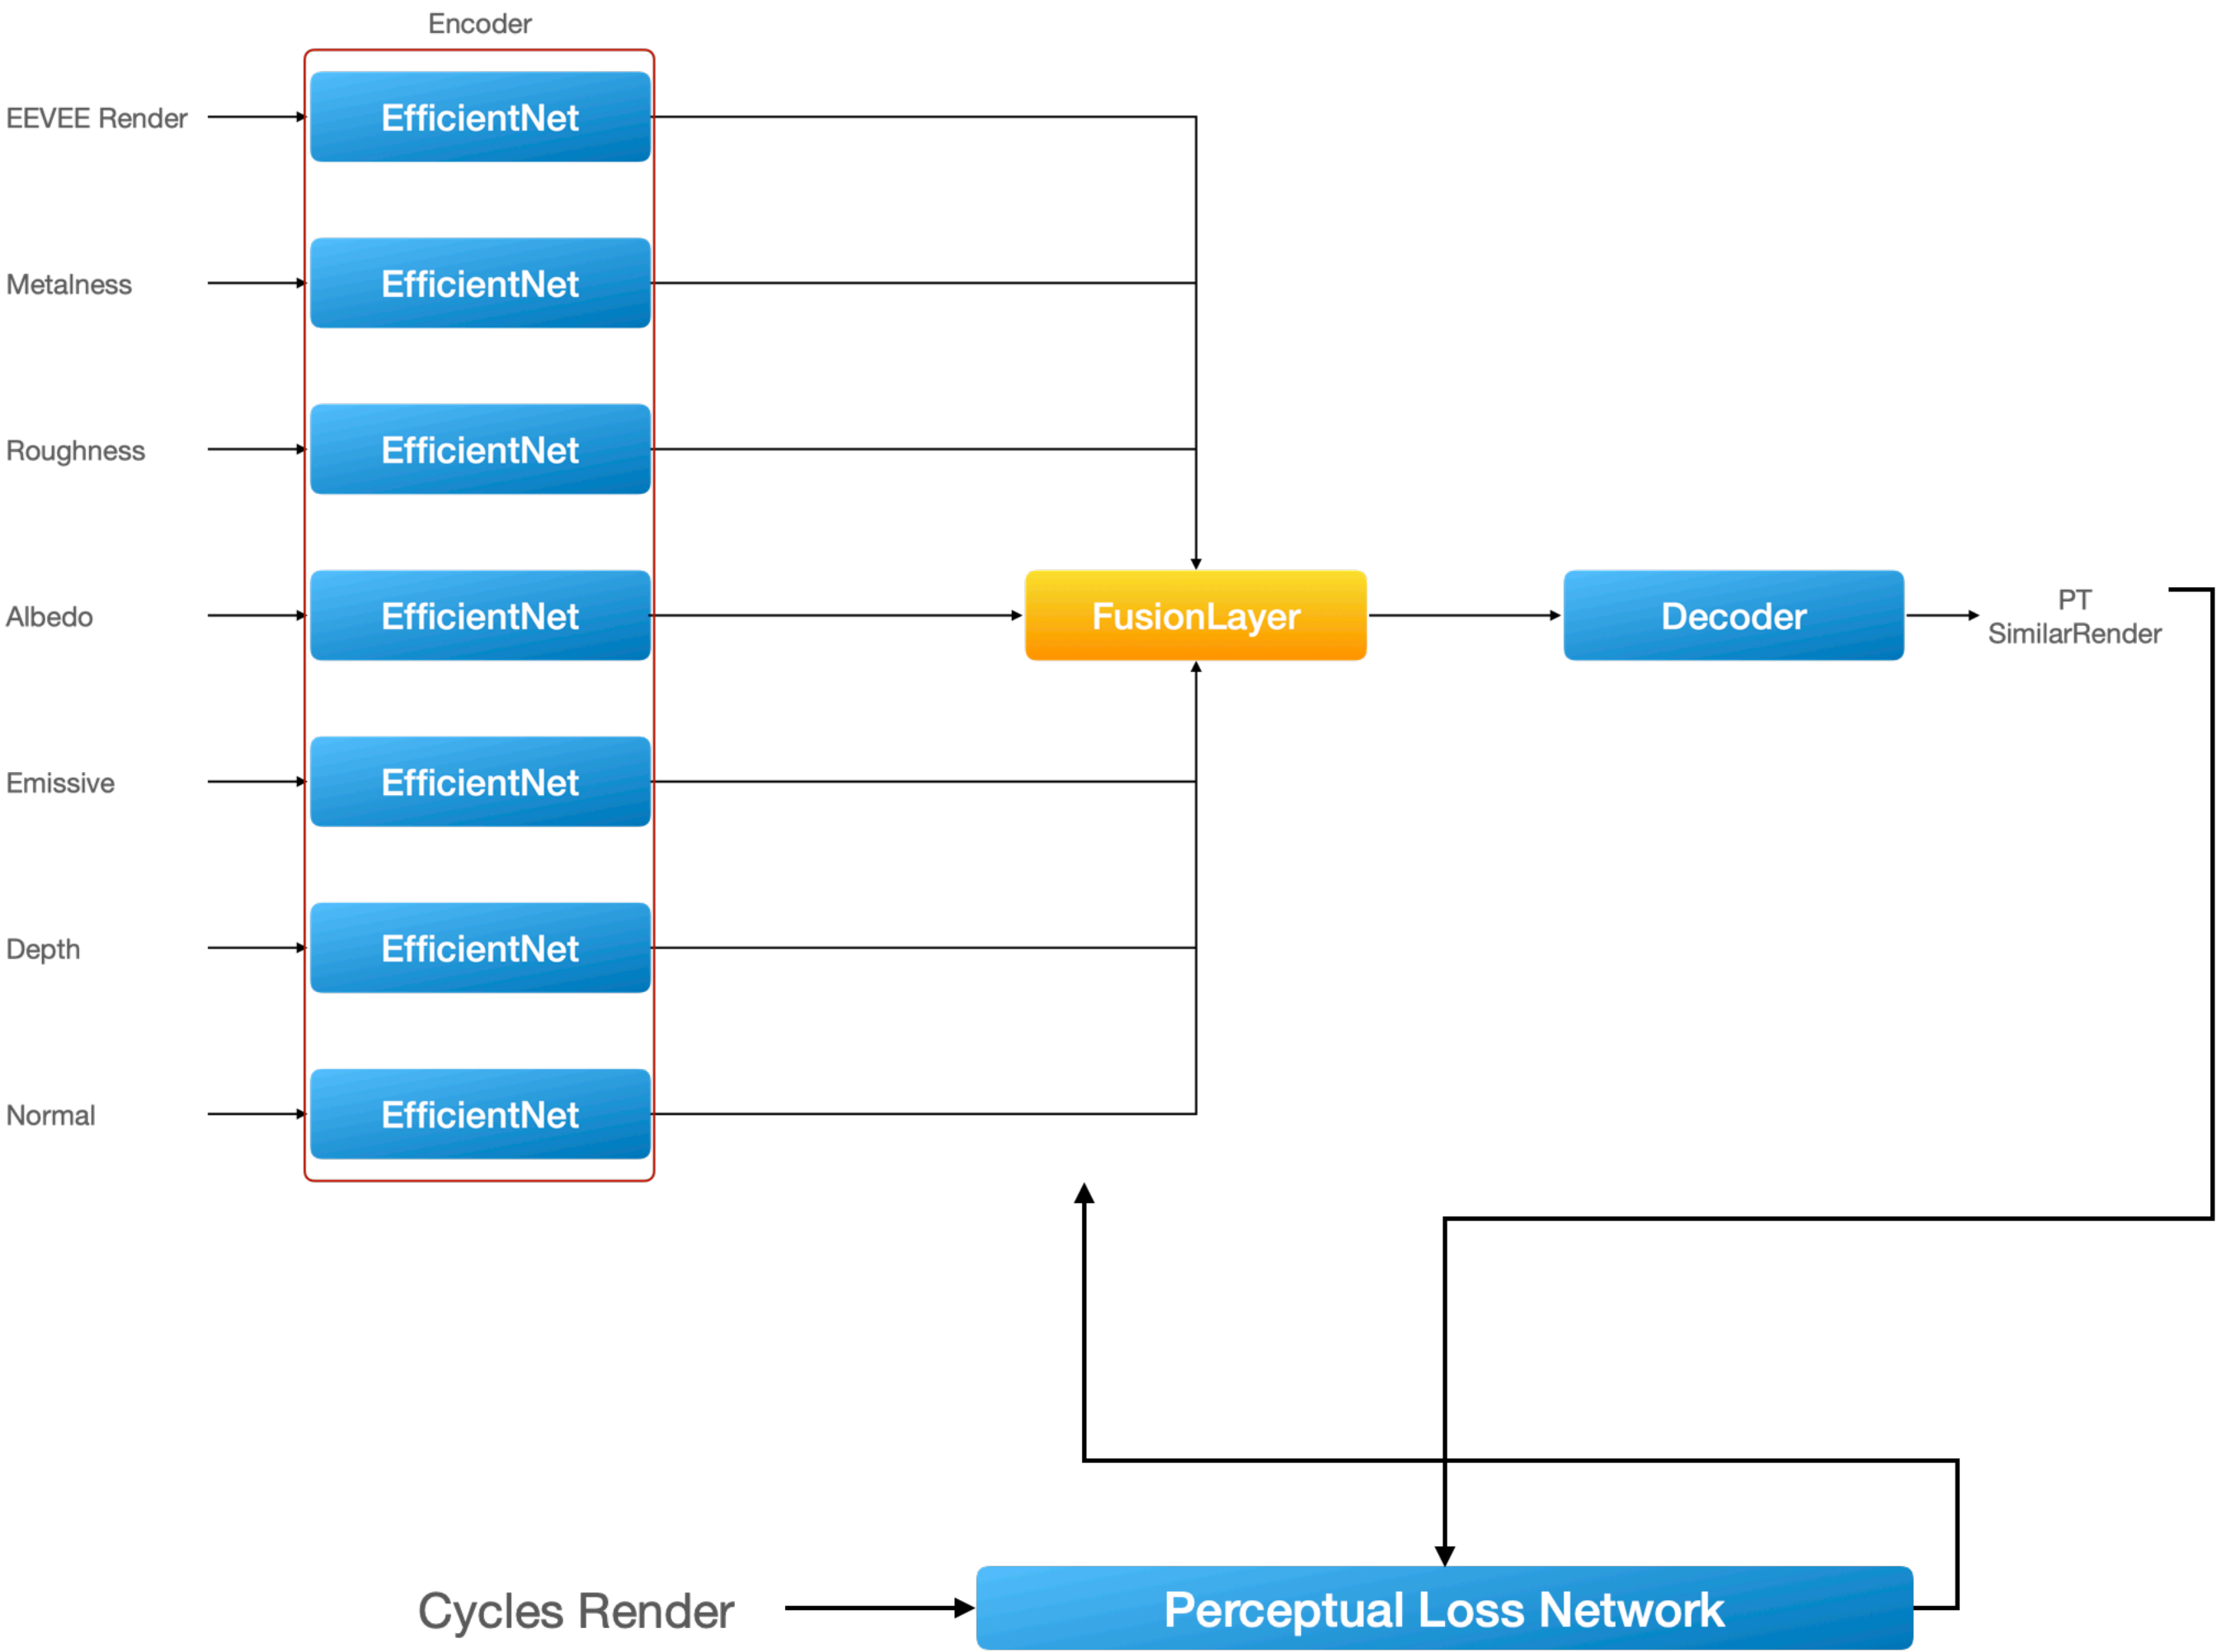 Encoder
EEVEE Render
EfficientNet
Metalness
EfficientNet
Roughness
EfficientNet
Albedo
EfficientNet
FusionLayer
Decoder
PT
SimilarRender
Emissive
EfficientNet
Depth
EfficientNet
Normal
EfficientNet
Cycles Render
Perceptual Loss Network